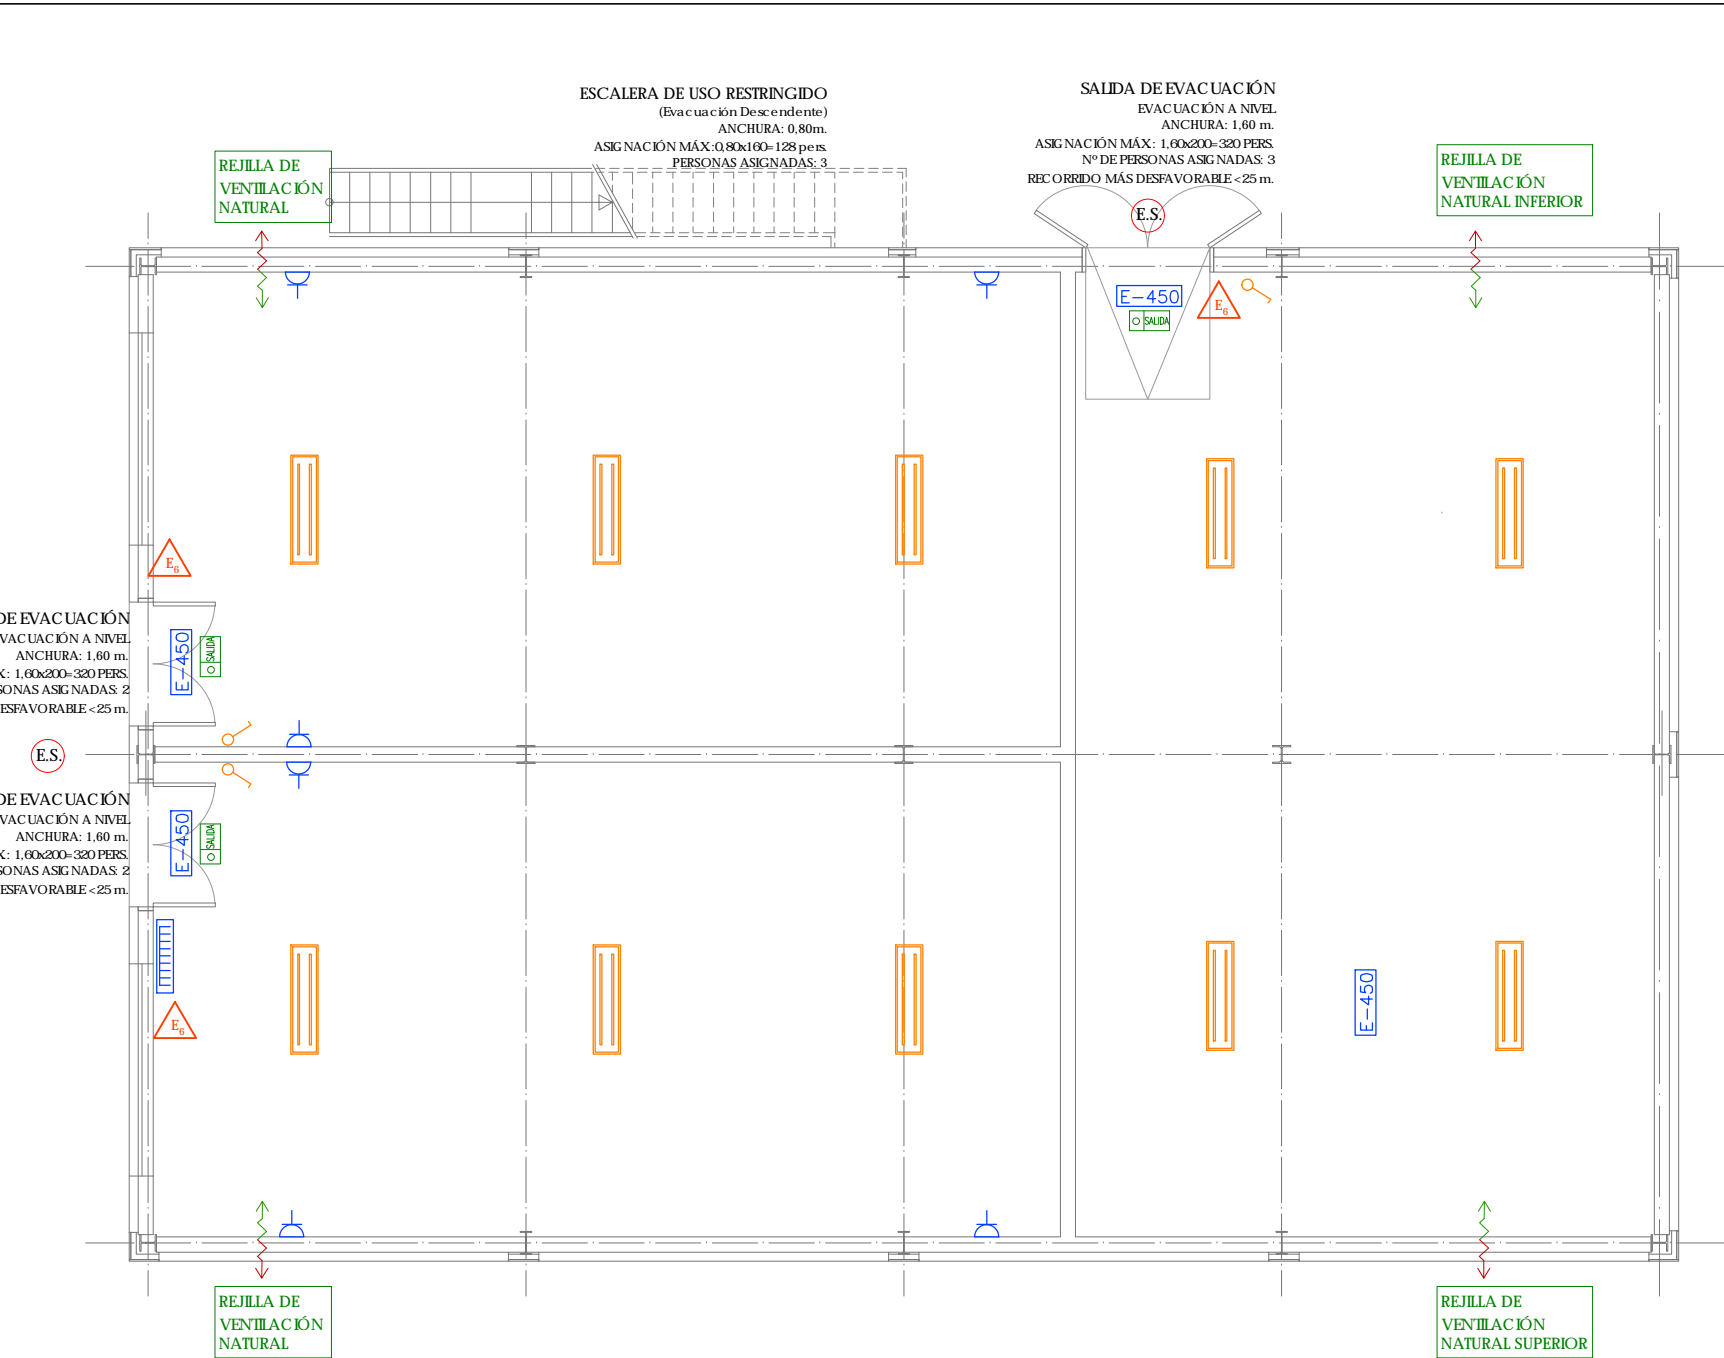 ESCALERA DE USO RESTRINGIDO
(Evacuación Descendente)
ANCHURA: 0,80m.
ASIGNACIÓN MÁX.:0,80x160=128 pers.
PERSONAS ASIGNADAS: 3
SALIDA DE EVACUACIÓN
EVACUACIÓN A NIVEL
ANCHURA: 1,60 m.
ASIGNACIÓN MÁX.: 1,60x200=320 PERS.
Nº DE PERSONAS ASIGNADAS: 3
RECORRIDO MÁS DESFAVORABLE <25 m.
REJILLA DE
VENTILACIÓN
NATURAL
REJILLA DE
VENTILACIÓN
NATURAL INFERIOR
E.S.
E-450
SALIDA
E6
E6
DE EVACUACIÓN
VACUACIÓN A NIVEL
ANCHURA: 1,60 m.
X.: 1,60x200=320 PERS.
SONAS ASIGNADAS: 2
ESFAVORABLE <25 m.
E-450
SALIDA
E.S.
DE EVACUACIÓN
VACUACIÓN A NIVEL
ANCHURA: 1,60 m.
X.: 1,60x200=320 PERS.
SONAS ASIGNADAS: 2
ESFAVORABLE <25 m.
E-450
SALIDA
E6
E-450
REJILLA DE
VENTILACIÓN
NATURAL
REJILLA DE
VENTILACIÓN
NATURAL SUPERIOR